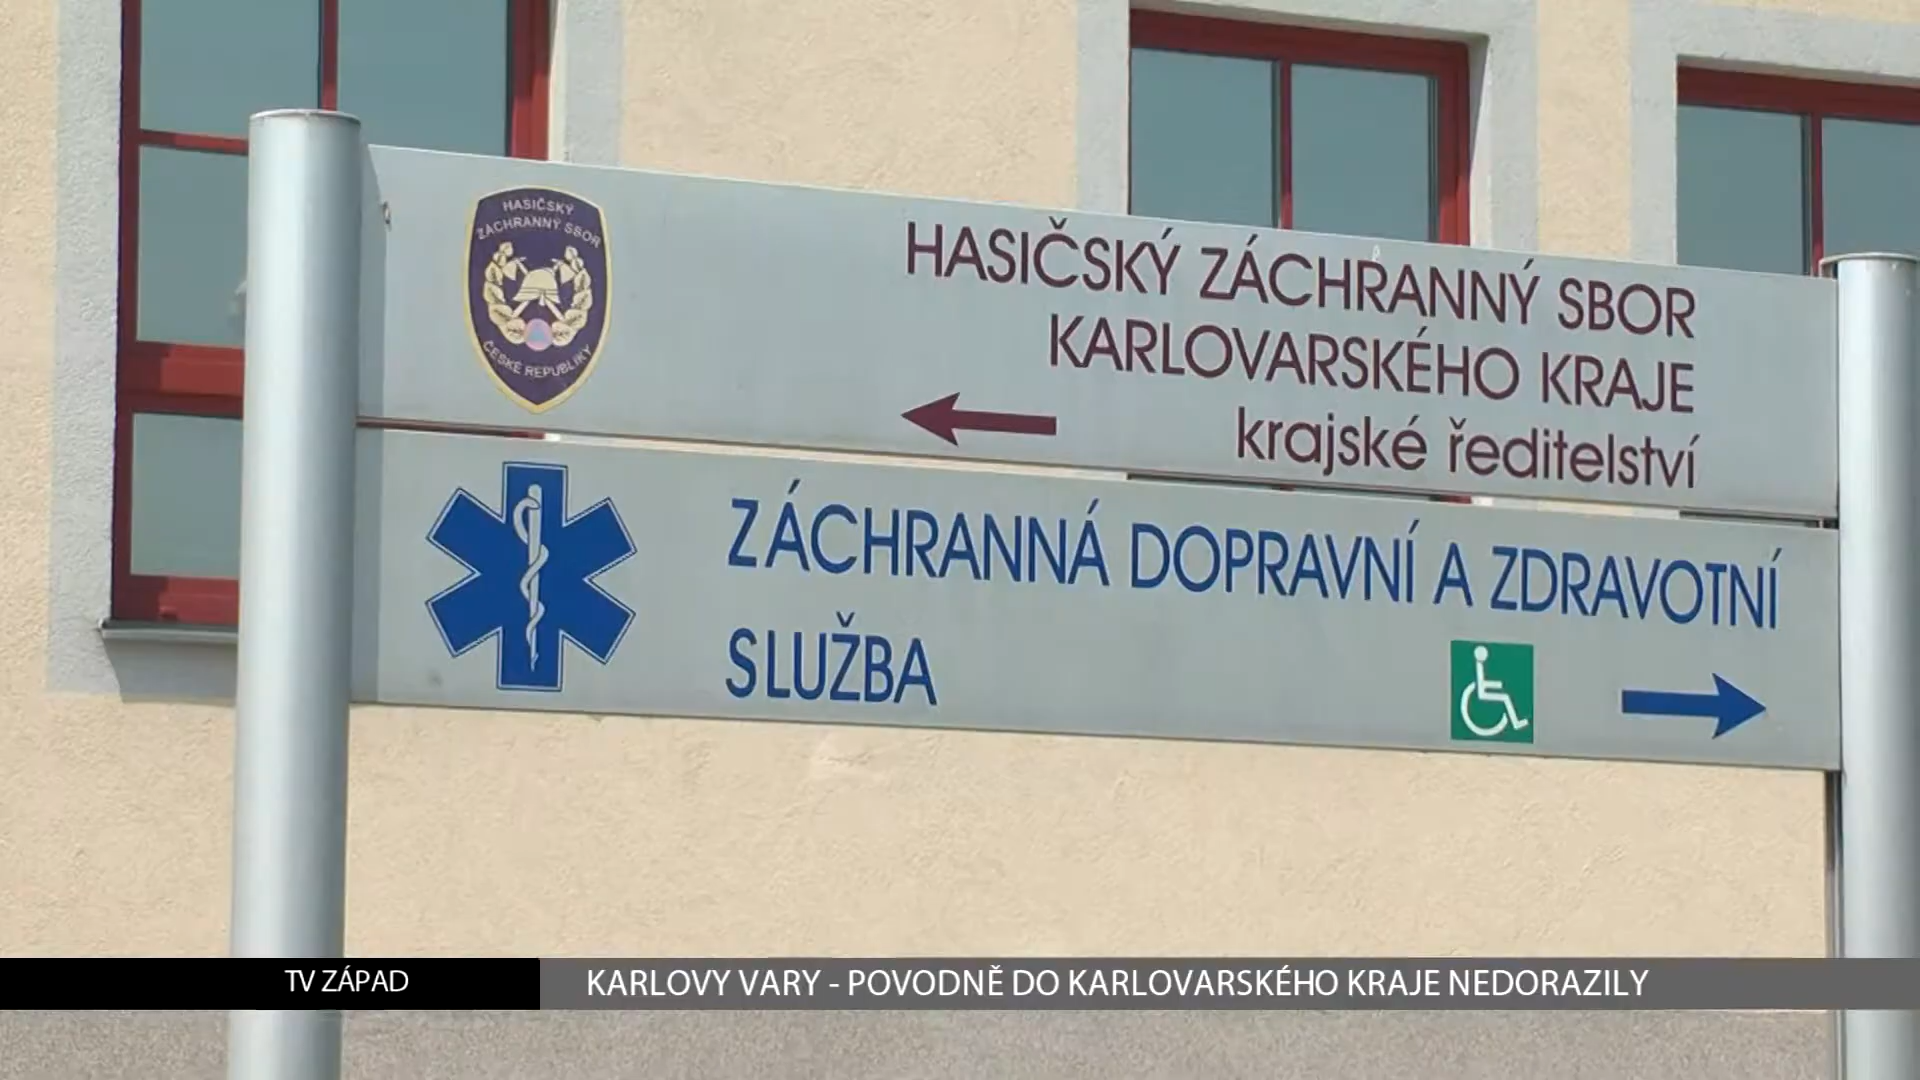 HASIČSKÝ
ZÁCHRANNÝ SBOR
ČESKÉ REPUBLIKY
HASIČSKÝ ZÁCHRANNÝ SBOR
KARLOVARSKÉHO KRAJE
krajské ředitelství
ZÁCHRANNÁ DOPRAVNÍ A ZDRAVOTNÍ
SLUŽBA
TV ZÁPAD
KARLOVY VARY - POVODNĚ DO KARLOVARSKÉHO KRAJE NEDORAZILY